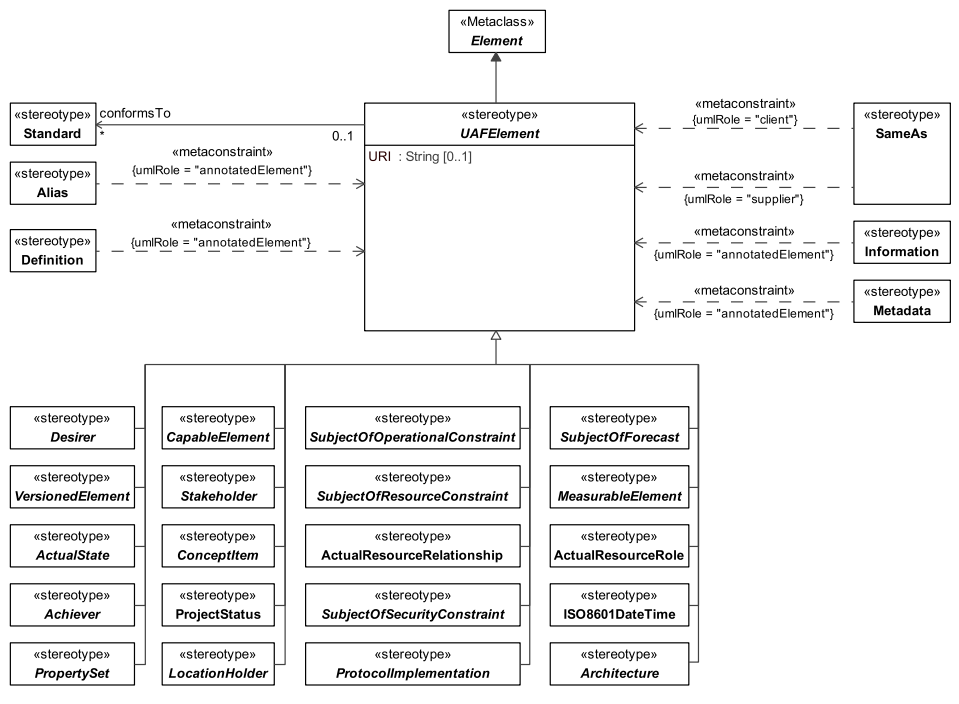 «Metaclass»
Element
«stereotype»
Standard
conformsTo
*
0..1
«stereotype»
UAFElement
URI : String [0..1]
«metaconstraint»
{umlRole = "client"}
«stereotype»
SameAs
«metaconstraint»
{umlRole = "annotatedElement"}
«stereotype»
Alias
«metaconstraint»
{umlRole = "supplier"}
«metaconstraint»
{umlRole = "annotatedElement"}
«stereotype»
Definition
«metaconstraint»
{umlRole = "annotatedElement"}
«stereotype»
Information
«metaconstraint»
{umlRole = "annotatedElement"}
«stereotype»
Metadata
«stereotype»
Desirer
«stereotype»
CapableElement
«stereotype»
SubjectOfOperationalConstraint
«stereotype»
SubjectOfForecast
«stereotype»
VersionedElement
«stereotype»
Stakeholder
«stereotype»
SubjectOfResourceConstraint
«stereotype»
MeasurableElement
«stereotype»
ActualState
«stereotype»
ConceptItem
«stereotype»
ActualResourceRelationship
«stereotype»
ActualResourceRole
«stereotype»
Achiever
«stereotype»
ProjectStatus
«stereotype»
SubjectOfSecurityConstraint
«stereotype»
ISO8601DateTime
«stereotype»
PropertySet
«stereotype»
LocationHolder
«stereotype»
ProtocolImplementation
«stereotype»
Architecture